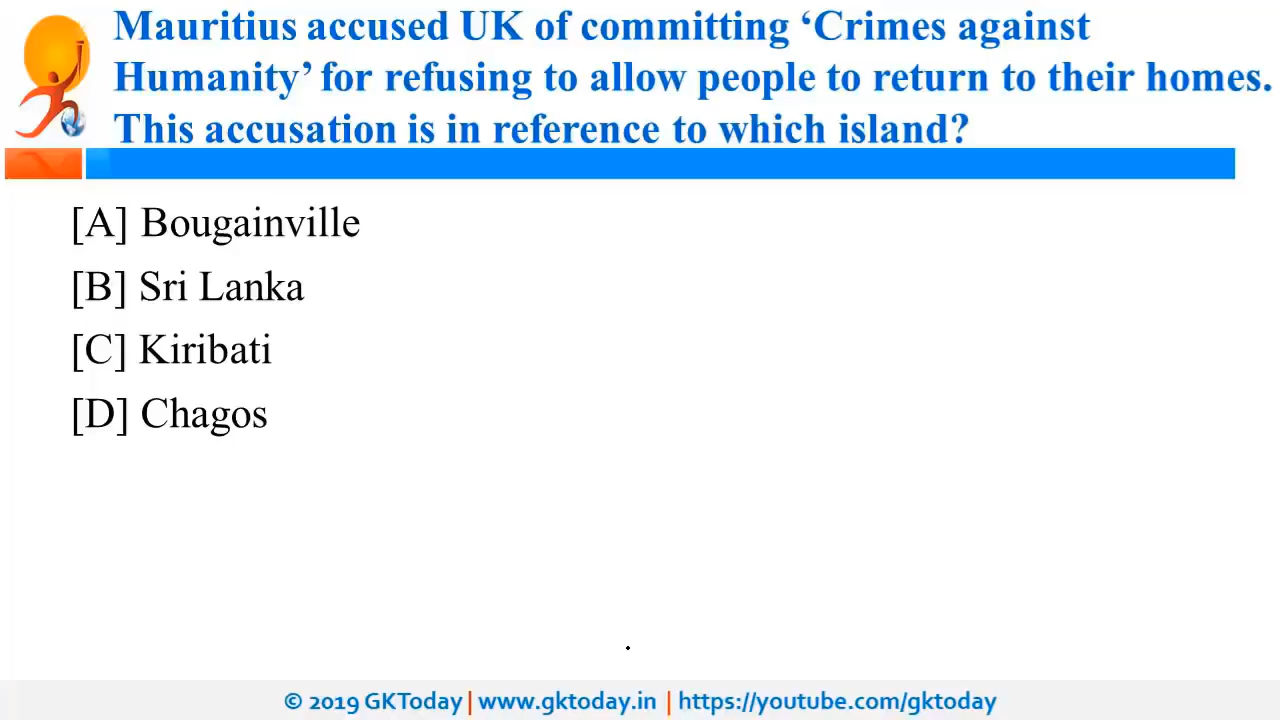 Mauritius accused UK of committing ‘Crimes against
Humanity’ for refusing to allow people to return to their homes.
This accusation is in reference to which island?
[A] Bougainville
[B] Sri Lanka
[C] Kiribati
[D] Chagos
© 2019 GKToday | www.gktoday.in | https://youtube.com/gktoday